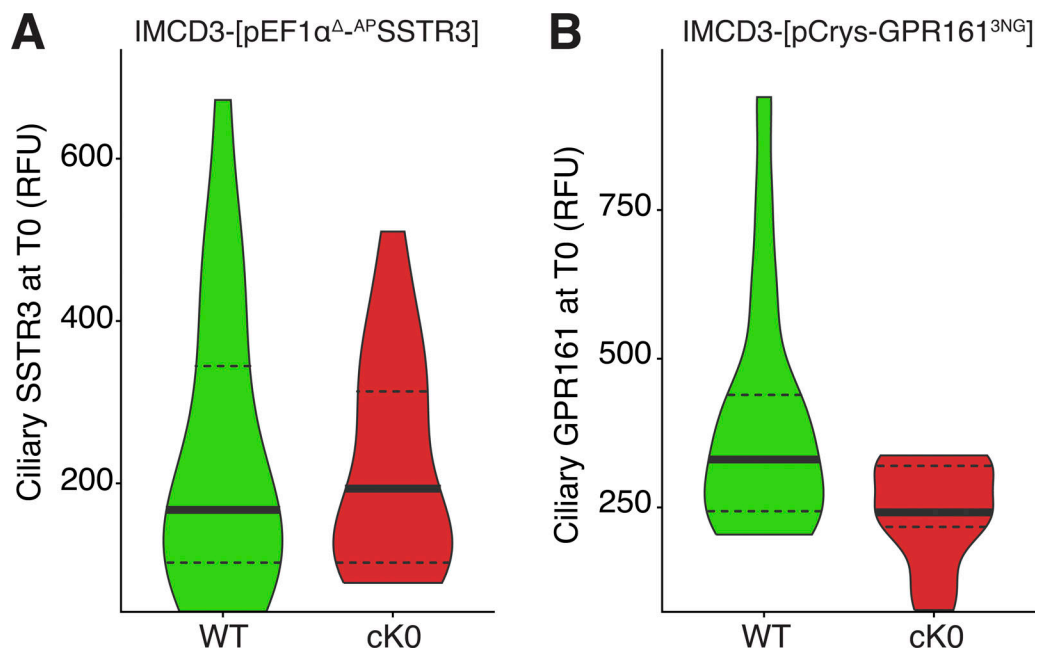 A
IMCD3-[pEF1αᐃ-ᴬᴾSSTR3]
Ciliary SSTR3 at T0 (RFU)
600
400
200
WT
cK0
B
IMCD3-[pCrys-GPR161³ᴺᴳ]
Ciliary GPR161 at T0 (RFU)
750
500
250
WT
cK0